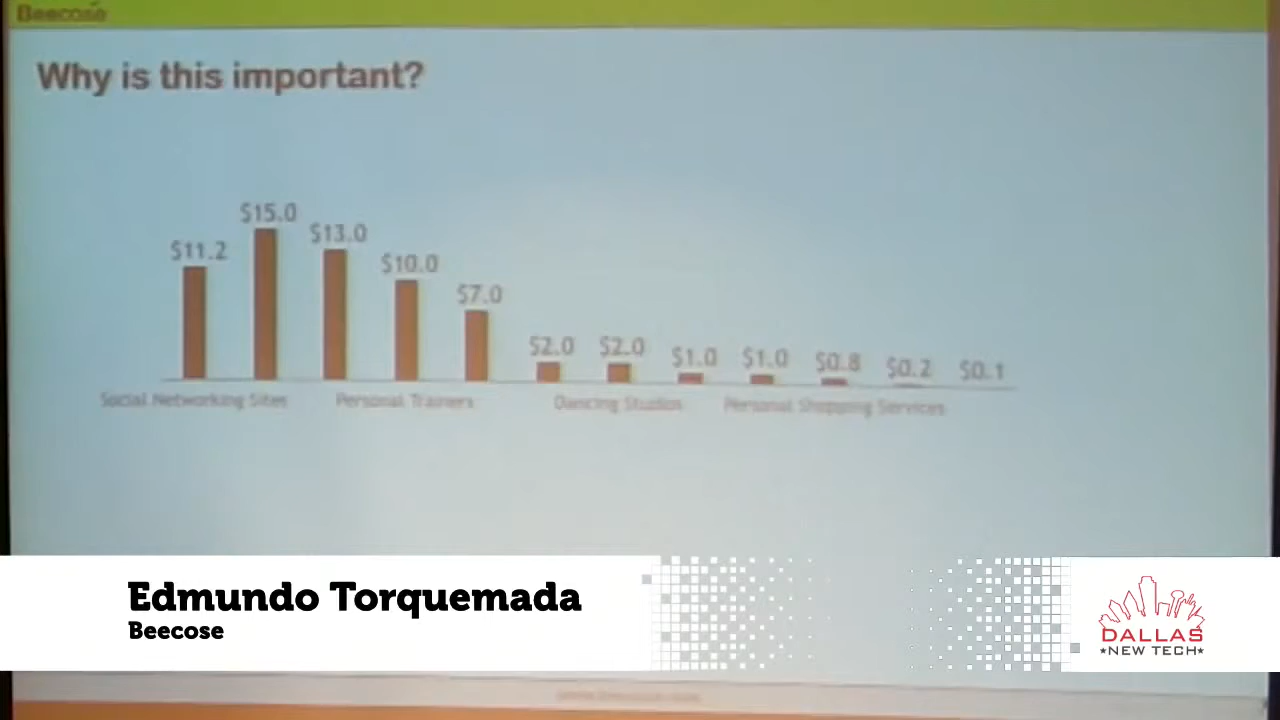 Beecose
Why is this important?
$11.2
$15.0
$13.0
$10.0
$7.0
$2.0
$2.0
$1.0
$1.0
$0.8
$0.2
$0.1
Social Networking Sites
Personal Trainers
Dancing Studios
Personal Shopping Services
Edmundo Torquemada
Beecose
DALLAS
★NEW TECH★